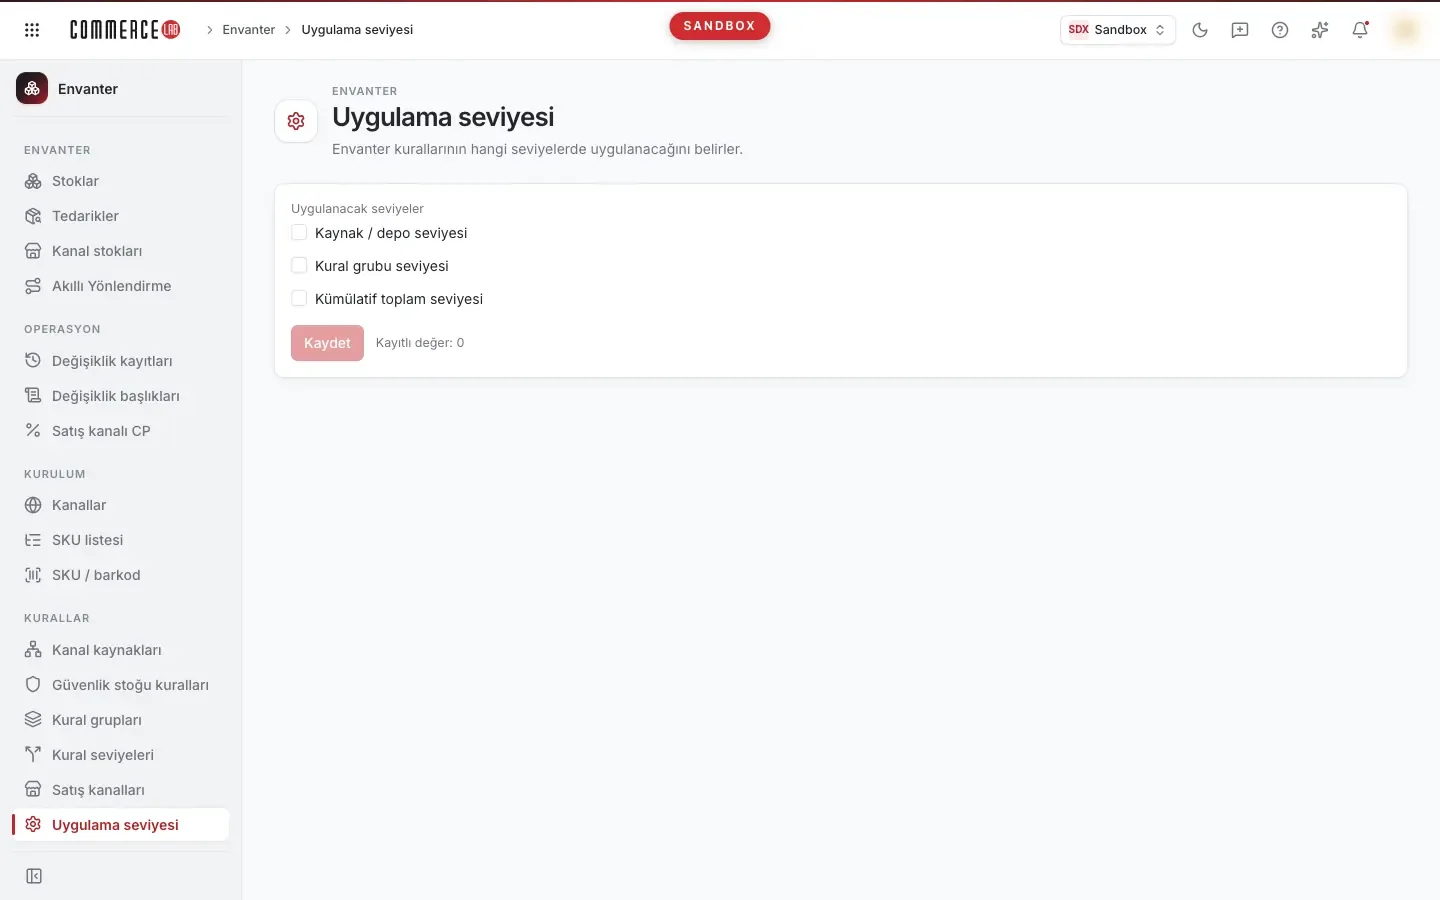 COMMERCE LAB
Envanter
Uygulama seviyesi
SANDBOX
SDX Sandbox
Envanter
ENVANTER
Stoklar
Tedarikler
Kanal stokları
Akıllı Yönlendirme
OPERASYON
Değişiklik kayıtları
Değişiklik başlıkları
Satış kanalı CP
KURULUM
Kanallar
SKU listesi
SKU / barkod
KURALLAR
Kanal kaynakları
Güvenlik stoğu kuralları
Kural grupları
Kural seviyeleri
Satış kanalları
Uygulama seviyesi
ENVANTER
Uygulama seviyesi
Envanter kurallarının hangi seviyelerde uygulanacağını belirler.
Uygulanacak seviyeler
Kaynak / depo seviyesi
Kural grubu seviyesi
Kümülatif toplam seviyesi
Kaydet
Kayıtlı değer: 0